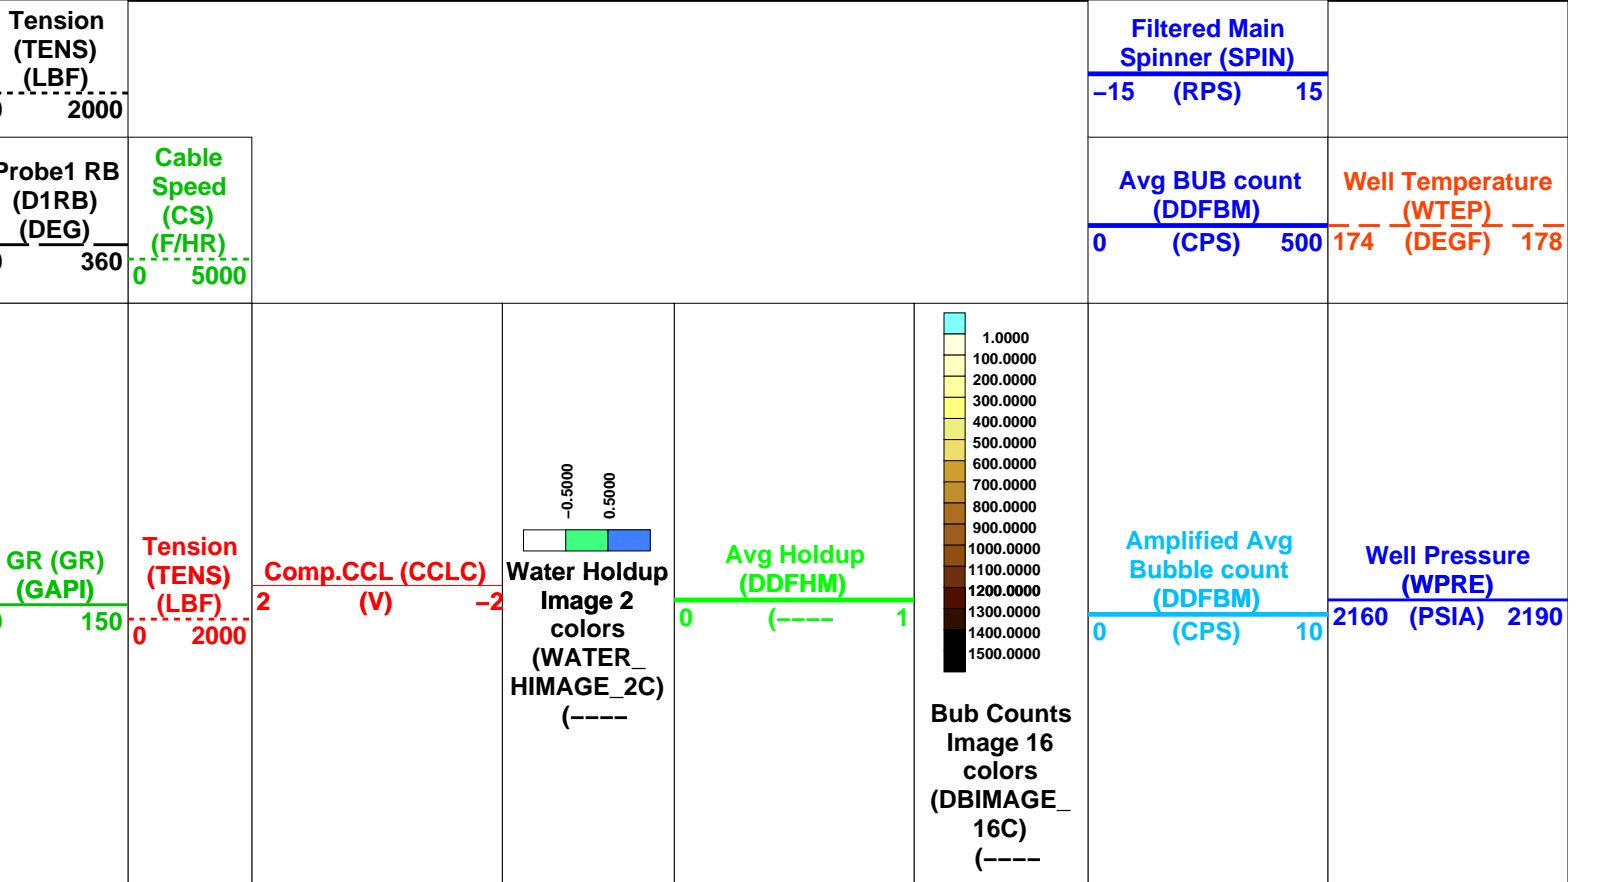 Tension
(TENS)
(LBF)
2000
Filtered Main
Spinner (SPIN)
−15 (RPS) 15
Probe1 RB
(D1RB)
(DEG)
360
Cable
Speed
(CS)
(F/HR)
0 5000
Avg BUB count
(DDFBM)
0 (CPS) 500
Well Temperature
(WTEP)
174 (DEGF) 178
GR (GR)
(GAPI)
150
Tension
(TENS)
(LBF)
0 2000
Comp.CCL (CCLC)
2 (V) −2
−0.5000
0.5000
Water Holdup
Image 2
colors
(WATER_
HIMAGE_2C)
(−−−−
Avg Holdup
(DDFHM)
0 (−−−− 1
1.0000
100.0000
200.0000
300.0000
400.0000
500.0000
600.0000
700.0000
800.0000
900.0000
1000.0000
1100.0000
1200.0000
1300.0000
1400.0000
1500.0000
Bub Counts
Image 16
colors
(DBIMAGE_
16C)
(−−−−
Amplified Avg
Bubble count
(DDFBM)
0 (CPS) 10
Well Pressure
(WPRE)
2160 (PSIA) 2190